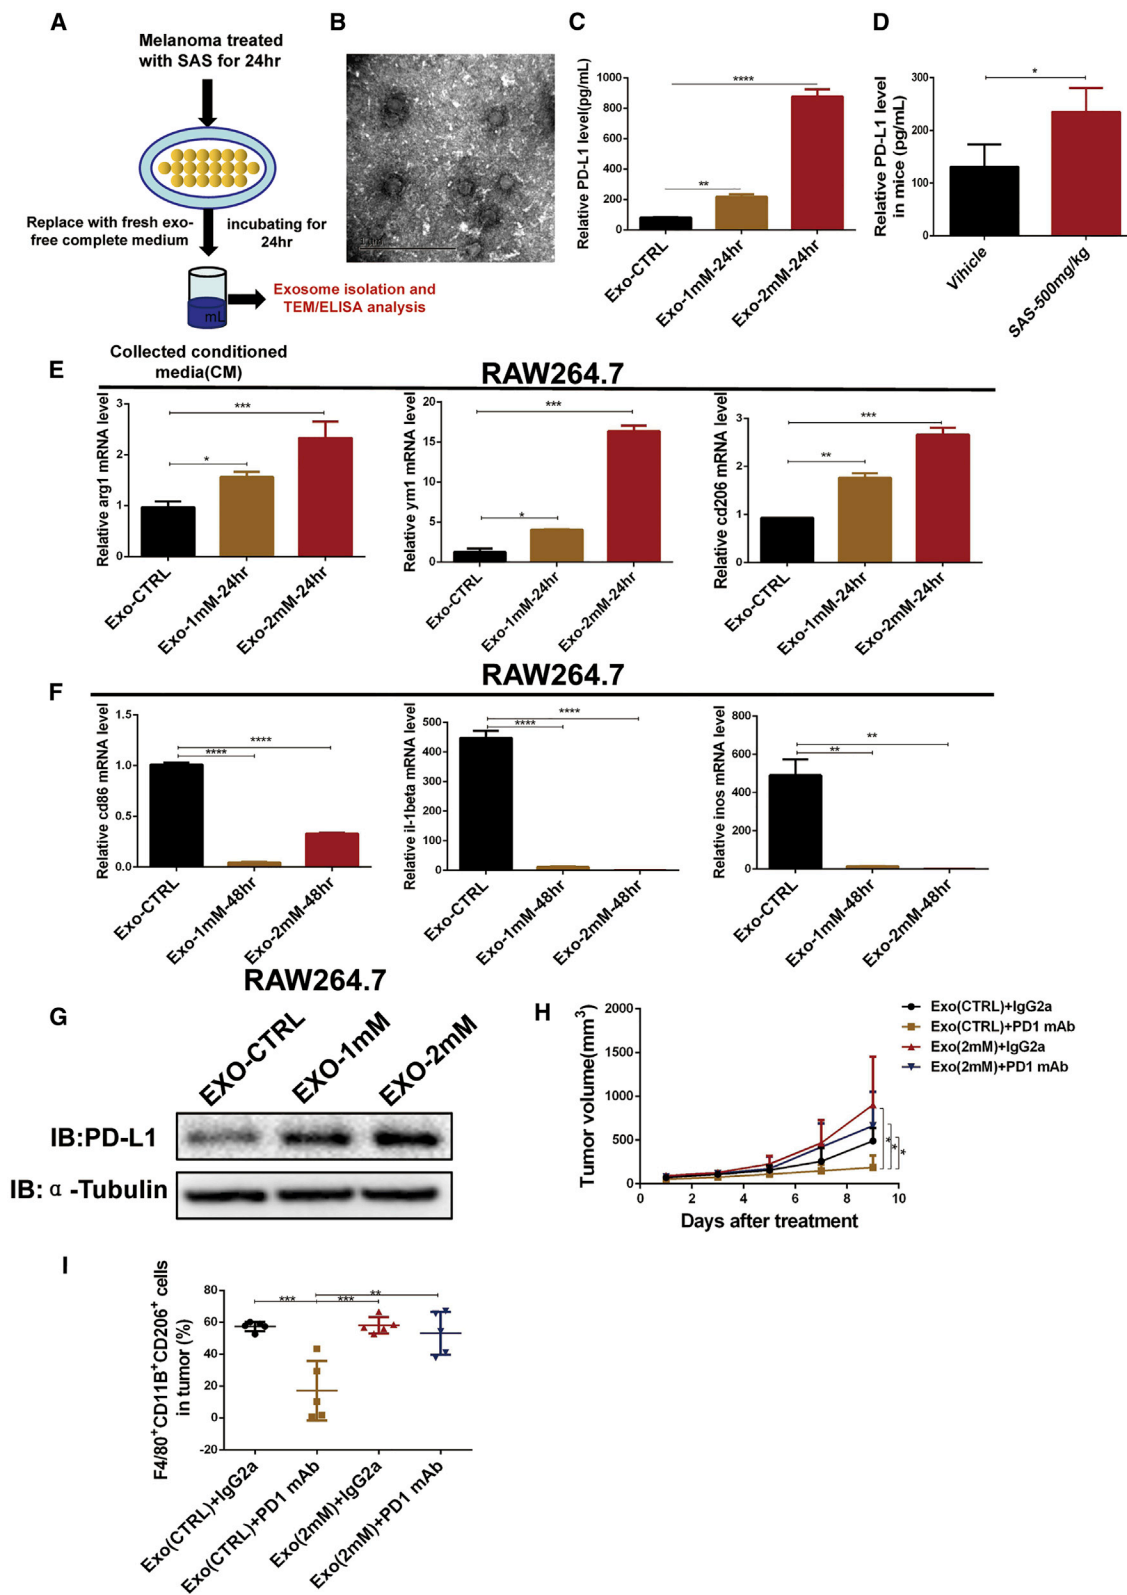 A
Melanoma treated
with SAS for 24hr
Replace with fresh exo-
free complete medium
incubating for
24hr
mL
Exosome isolation and
TEM/ELISA analysis
Collected conditioned
media(CM)
B
C
Relative PD-L1 level(pg/mL)
1000
800
600
400
200
0
****
**
Exo-CTRL
Exo-1mM-24hr
Exo-2mM-24hr
D
Relative PD-L1 level
in mice (pg/mL)
300
200
100
0
*
Vihicle
SAS-500mg/kg
E
RAW264.7
Relative arg1 mRNA level
3
2
1
0
***
*
Exo-CTRL
Exo-1mM-24hr
Exo-2mM-24hr
Relative ym1 mRNA level
20
15
10
5
0
***
*
Exo-CTRL
Exo-1mM-24hr
Exo-2mM-24hr
Relative cd206 mRNA level
3
2
1
0
***
**
Exo-CTRL
Exo-1mM-24hr
Exo-2mM-24hr
F
RAW264.7
Relative cd86 mRNA level
1.5
1.0
0.5
0.0
****
****
Exo-CTRL
Exo-1mM-48hr
Exo-2mM-48hr
Relative il-1beta mRNA level
500
400
300
200
100
0
****
****
Exo-CTRL
Exo-1mM-48hr
Exo-2mM-48hr
Relative inos mRNA level
800
600
400
200
0
**
**
Exo-CTRL
Exo-1mM-48hr
Exo-2mM-48hr
G
RAW264.7
EXO-CTRL
EXO-1mM
EXO-2mM
IB:PD-L1
IB: α -Tubulin
H
Tumor volume(mm3)
2000
1500
1000
500
0
0
2
4
6
8
10
Days after treatment
Exo(CTRL)+IgG2a
Exo(CTRL)+PD1 mAb
Exo(2mM)+IgG2a
Exo(2mM)+PD1 mAb
*
*
*
I
F4/80+CD11B+CD206+ cells
in tumor (%)
80
60
40
20
0
-20
***
***
**
Exo(CTRL)+IgG2a
Exo(CTRL)+PD1 mAb
Exo(2mM)+IgG2a
Exo(2mM)+PD1 mAb